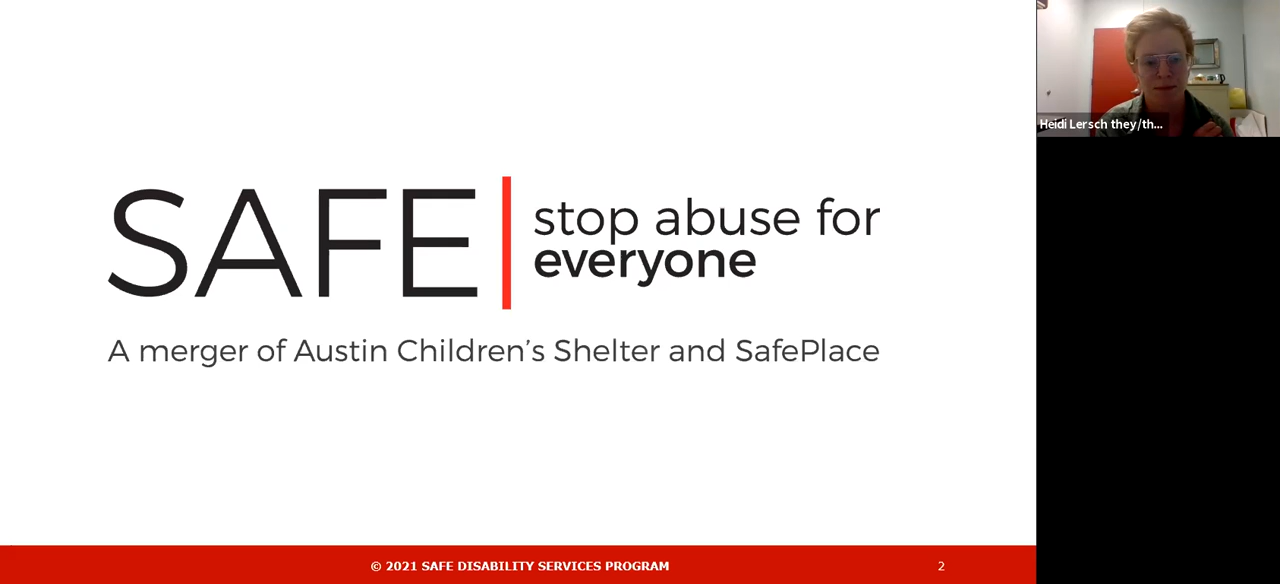 SAFE
stop abuse for
everyone
A merger of Austin Children's Shelter and SafePlace
© 2021 SAFE DISABILITY SERVICES PROGRAM
2
Heidi Lersch they/th...